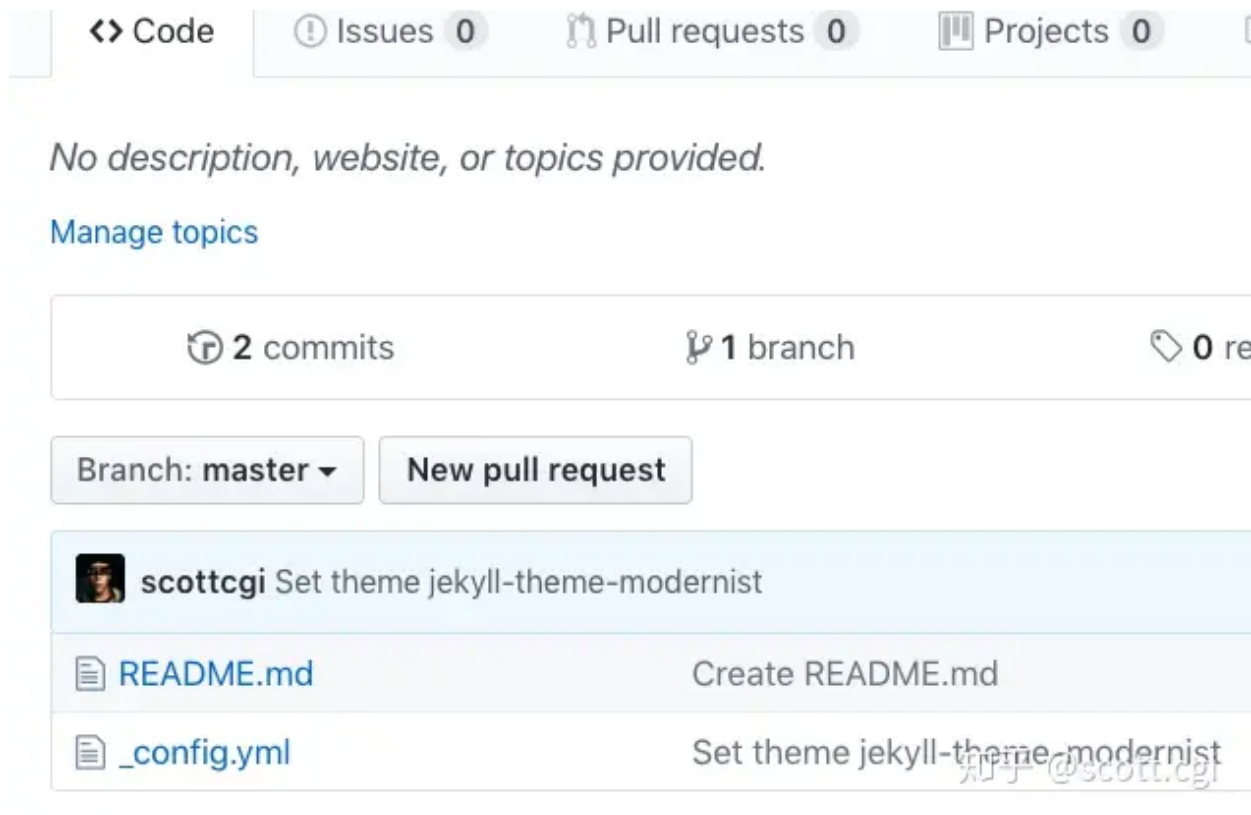 Code Issues 0 Pull requests 0 Projects 0
No description, website, or topics provided.
Manage topics
2 commits 1 branch 0 re
Branch: master New pull request
scottcgi Set theme jekyll-theme-modernist
README.md Create README.md
_config.yml Set theme jekyll-theme-modernist
知乎 @scott.cgi